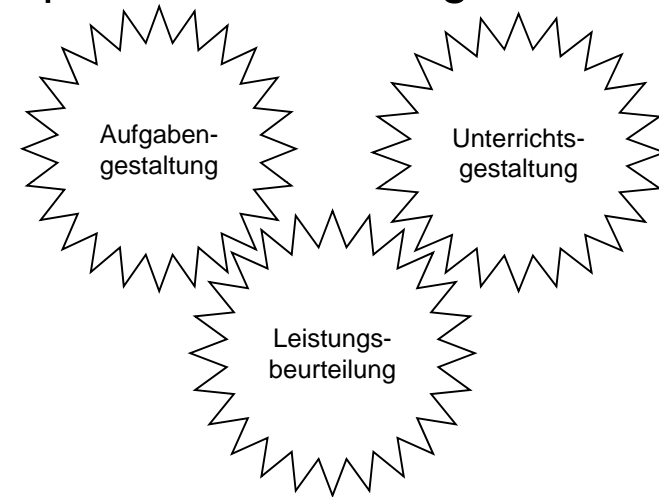 Aufgaben-
gestaltung
Unterrichts-
gestaltung
Leistungs-
beurteilung